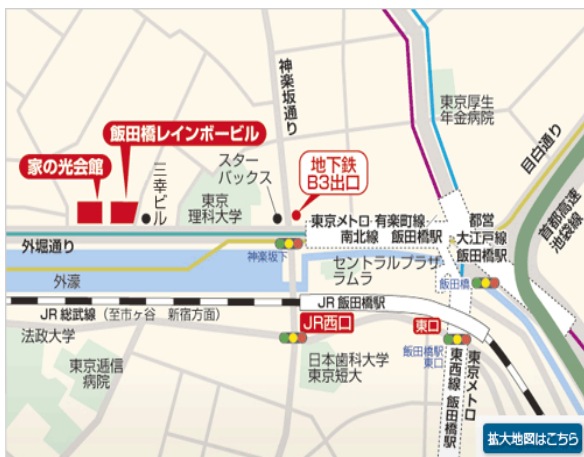 神楽坂通り
東京厚生
年金病院
目白通り
飯田橋レインボービル
家の光会館
三幸ビル
スター
バックス
地下鉄
B3出口
東京
理科大学
首都高速
池袋線
東京メトロ 有楽町線
南北線 飯田橋駅
都営
大江戸線
飯田橋駅
外堀通り
神楽坂下
セントラルプラザ
ラムラ
飯田橋
外濠
JR 飯田橋駅
JR 総武線(至市ヶ谷 新宿方面)
JR西口
東口
法政大学
飯田橋駅
東口
日本歯科大学
東京短大
東京逓信
病院
東京メトロ
東西線 飯田橋駅
拡大地図はこちら